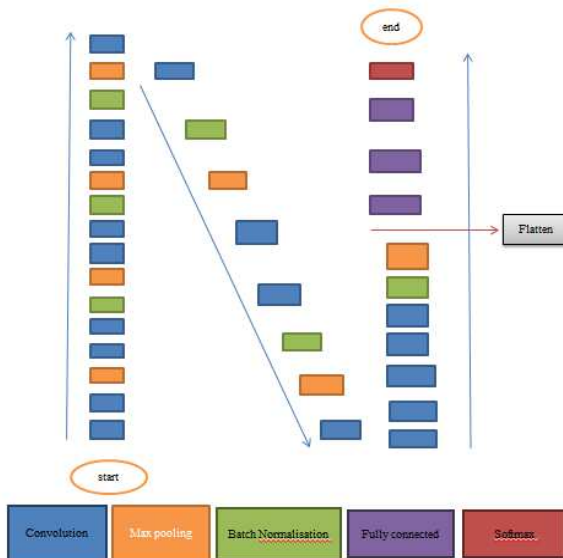 end
Flatten
start
Convolution
Max pooling
Batch Normalisation
Fully connected
Softmax